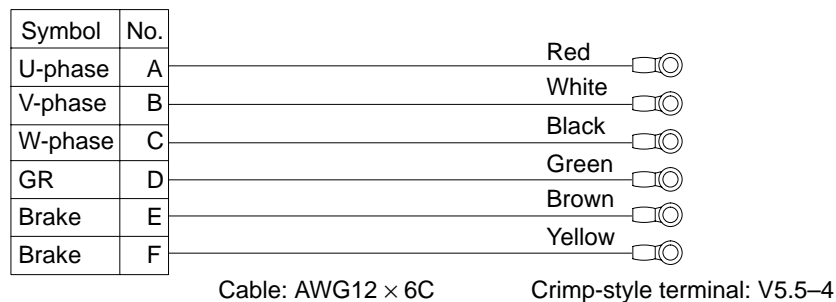 Symbol No.
U-phase A Red
V-phase B White
W-phase C Black
GR D Green
Brake E Brown
Brake F Yellow
Cable: AWG12 × 6C Crimp-style terminal: V5.5–4